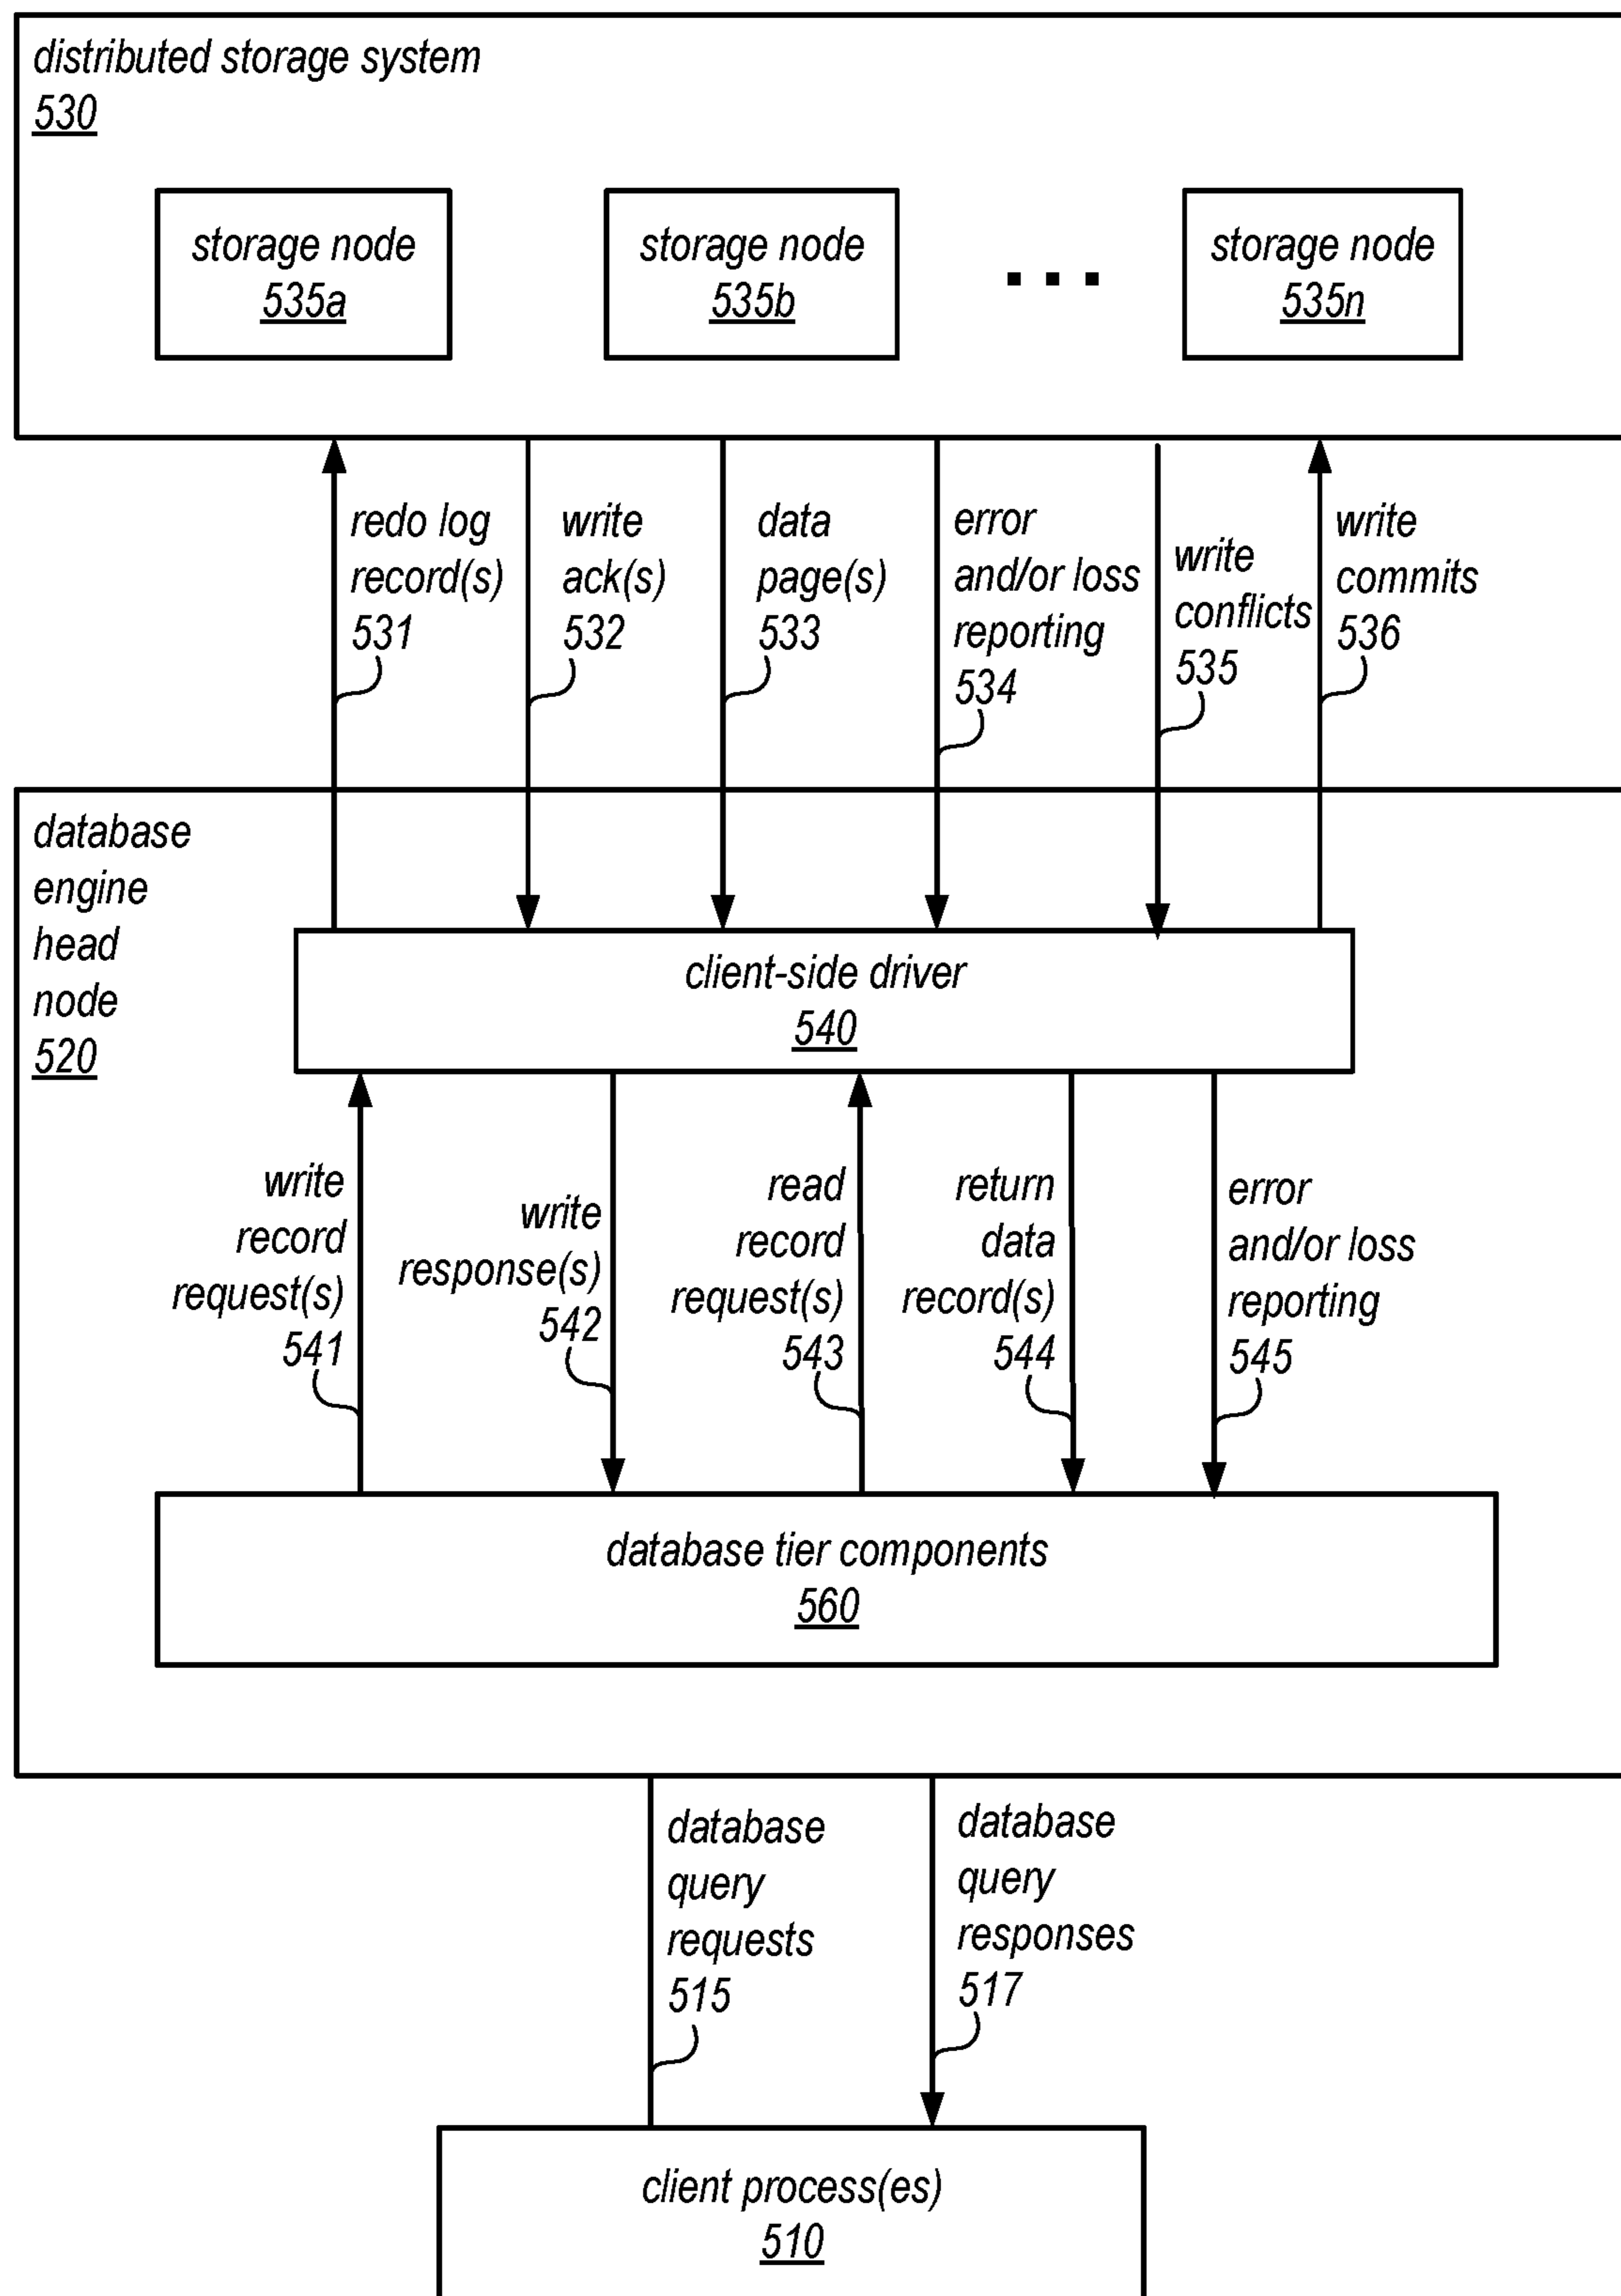 distributed storage system
530
storage node
535a
storage node
535b
storage node
535n
redo log
record(s)
531
write
ack(s)
532
data
page(s)
533
error
and/or loss
reporting
534
write
conflicts
535
write
commits
536
database
engine
head
node
520
client-side driver
540
write
record
request(s)
541
write
response(s)
542
read
record
request(s)
543
return
data
record(s)
544
error
and/or loss
reporting
545
database tier components
560
database
query
requests
515
database
query
responses
517
client process(es)
510